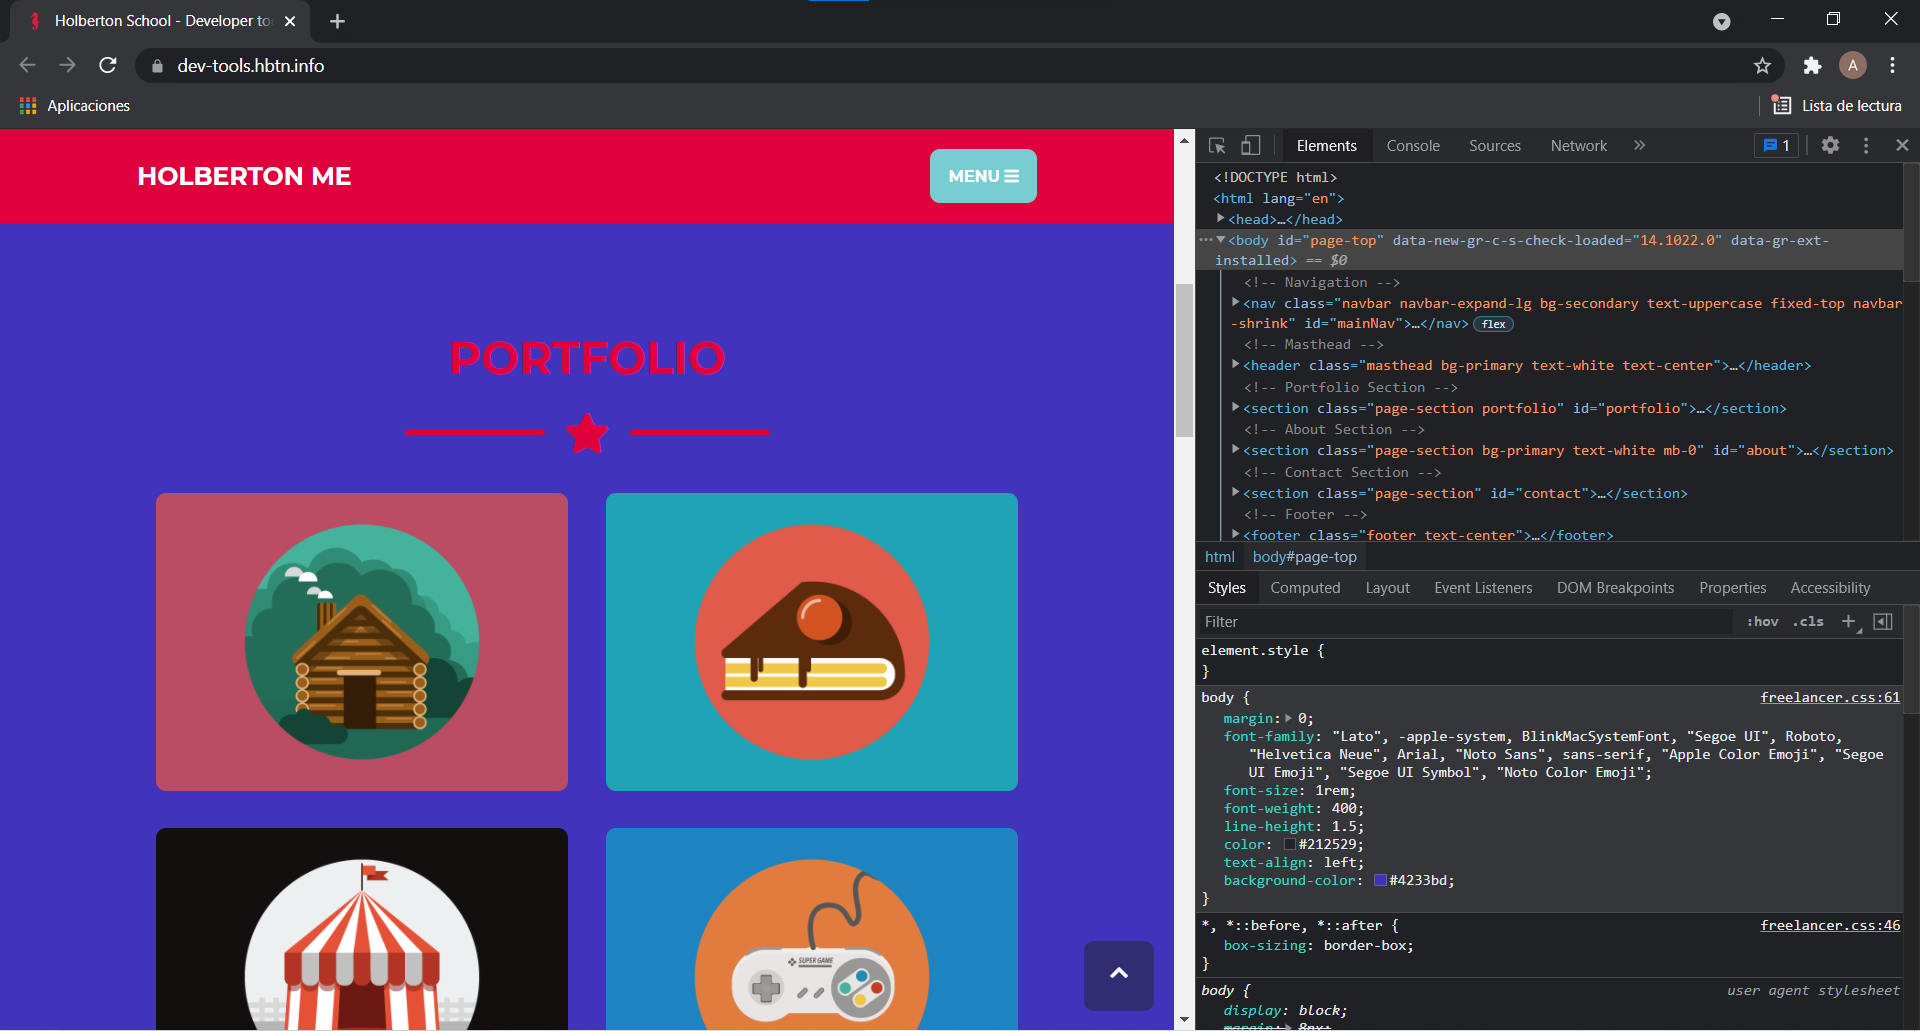 Holberton School - Developer too
dev-tools.hbtn.info
A
Aplicaciones
Lista de lectura
HOLBERTON ME
MENU
PORTFOLIO
SUPER GAME
Elements Console Sources Network » 1
<!DOCTYPE html>
<html lang="en">
<head>…</head>
<body id="page-top" data-new-gr-c-s-check-loaded="14.1022.0" data-gr-ext-
installed> == $0
<!-- Navigation -->
<nav class="navbar navbar-expand-lg bg-secondary text-uppercase fixed-top navbar
-shrink" id="mainNav">…</nav> flex
<!-- Masthead -->
<header class="masthead bg-primary text-white text-center">…</header>
<!-- Portfolio Section -->
<section class="page-section portfolio" id="portfolio">…</section>
<!-- About Section -->
<section class="page-section bg-primary text-white mb-0" id="about">…</section>
<!-- Contact Section -->
<section class="page-section" id="contact">…</section>
<!-- Footer -->
<footer class="footer text-center">…</footer>
html body#page-top
Styles Computed Layout Event Listeners DOM Breakpoints Properties Accessibility
Filter :hov .cls +
element.style {
}
body { freelancer.css:61
margin: 0;
font-family: "Lato", -apple-system, BlinkMacSystemFont, "Segoe UI", Roboto,
"Helvetica Neue", Arial, "Noto Sans", sans-serif, "Apple Color Emoji", "Segoe
UI Emoji", "Segoe UI Symbol", "Noto Color Emoji";
font-size: 1rem;
font-weight: 400;
line-height: 1.5;
color: #212529;
text-align: left;
background-color: #4233bd;
}
*, *::before, *::after { freelancer.css:46
box-sizing: border-box;
}
body { user agent stylesheet
display: block;
margin: 8px;